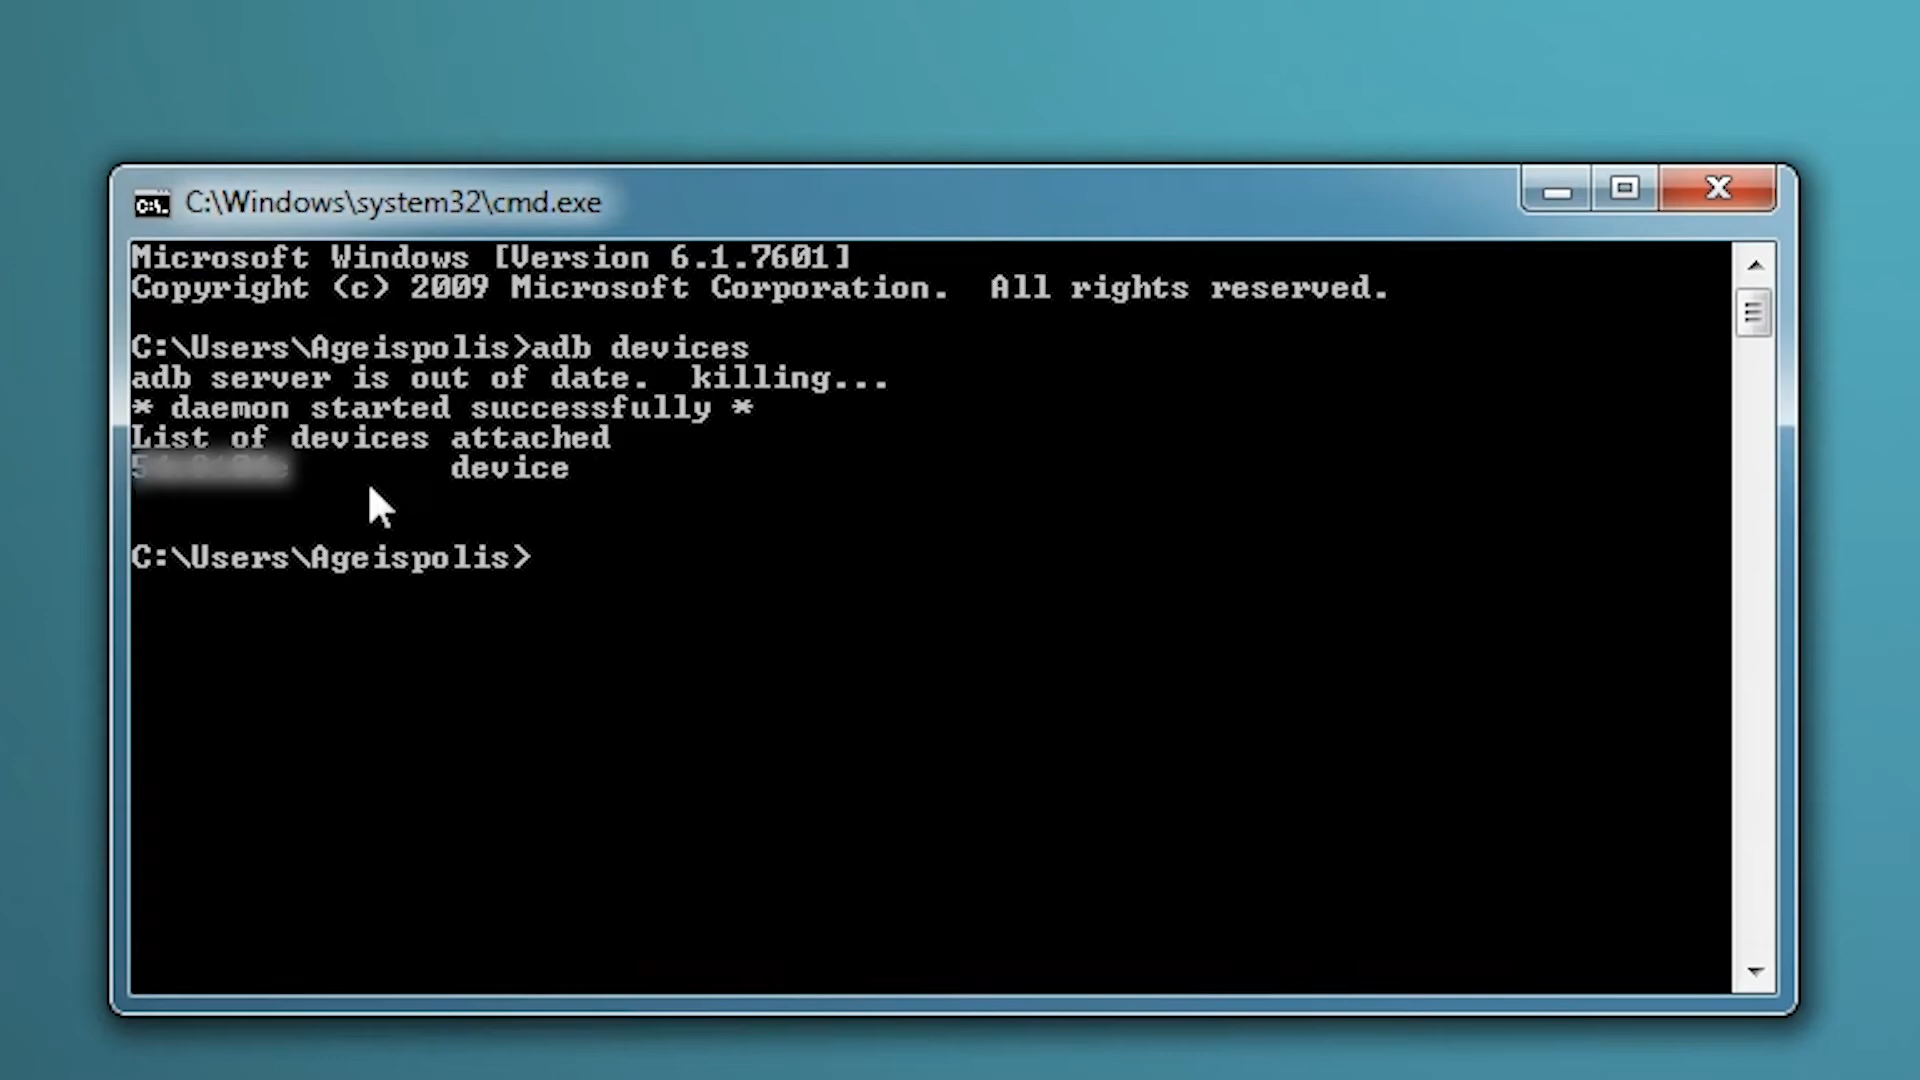 C:\Windows\system32\cmd.exe
Microsoft Windows [Version 6.1.7601]
Copyright (c) 2009 Microsoft Corporation.  All rights reserved.
C:\Users\Ageispolis>adb devices
adb server is out of date.  killing...
* daemon started successfully *
List of devices attached
device
C:\Users\Ageispolis>